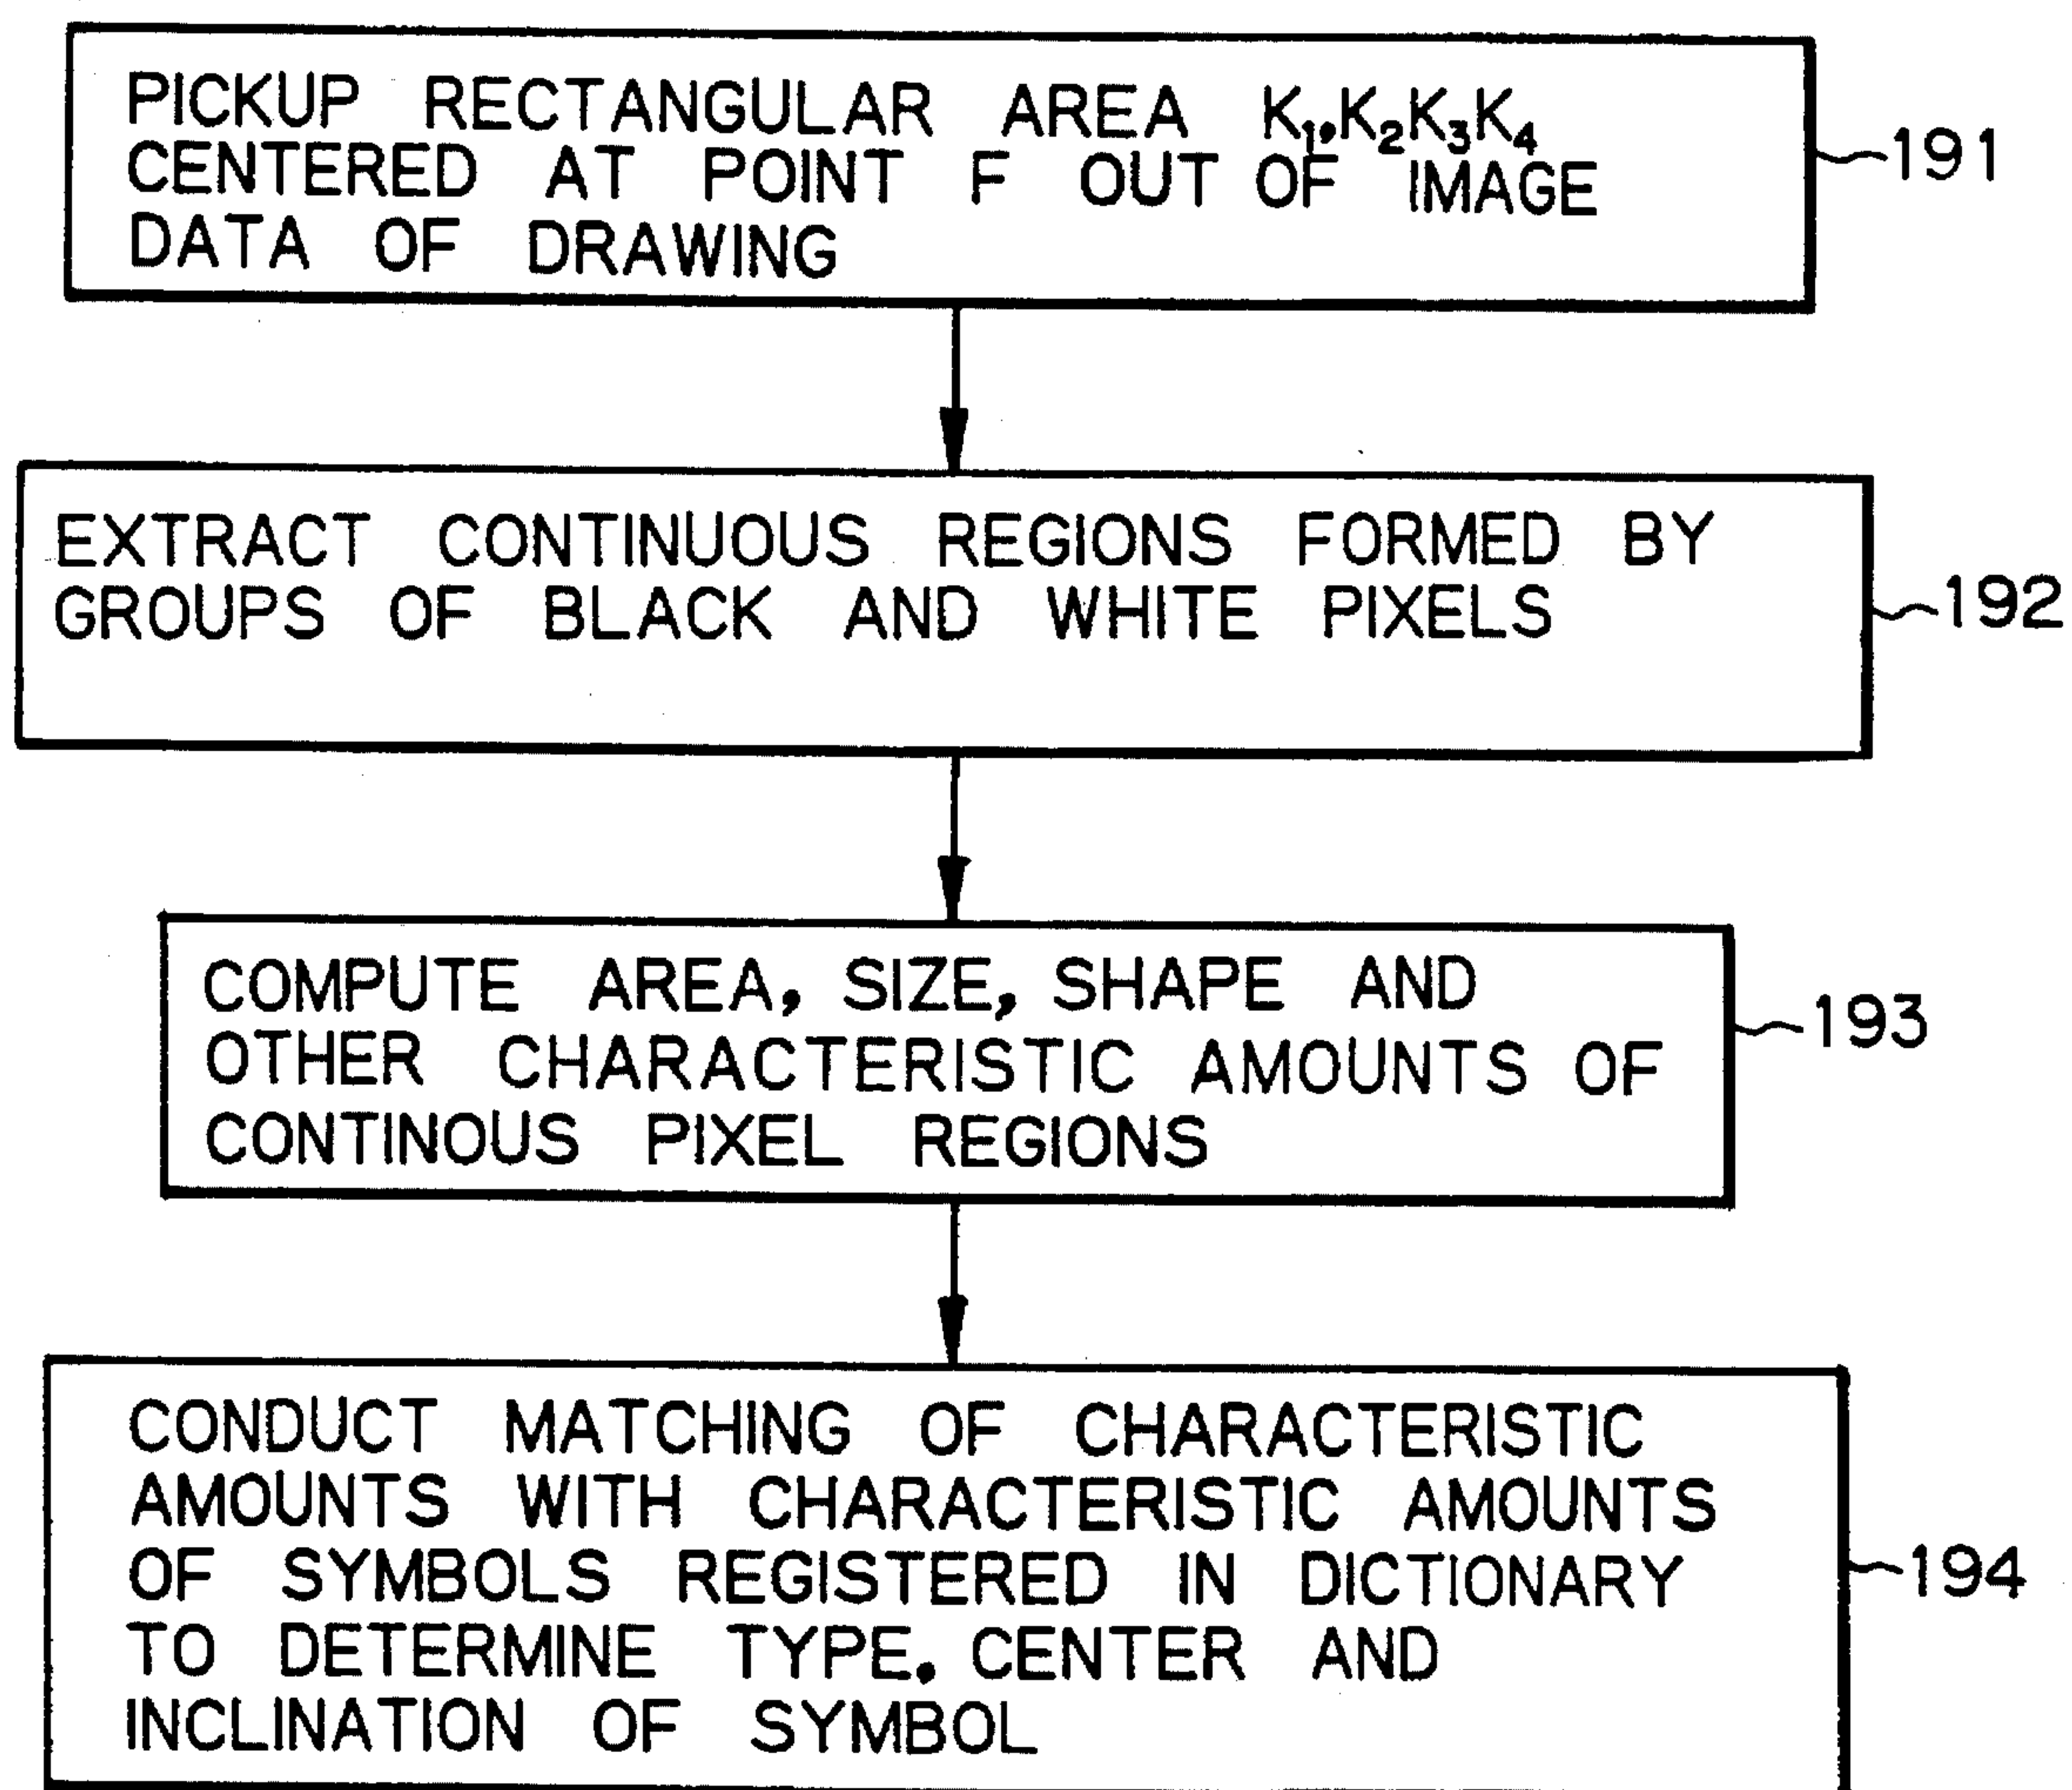 PICKUP RECTANGULAR AREA K₁,K₂K₃K₄
CENTERED AT POINT F OUT OF IMAGE
DATA OF DRAWING
191
EXTRACT CONTINUOUS REGIONS FORMED BY
GROUPS OF BLACK AND WHITE PIXELS
192
COMPUTE AREA, SIZE, SHAPE AND
OTHER CHARACTERISTIC AMOUNTS OF
CONTINOUS PIXEL REGIONS
193
CONDUCT MATCHING OF CHARACTERISTIC
AMOUNTS WITH CHARACTERISTIC AMOUNTS
OF SYMBOLS REGISTERED IN DICTIONARY
TO DETERMINE TYPE. CENTER AND
INCLINATION OF SYMBOL
194